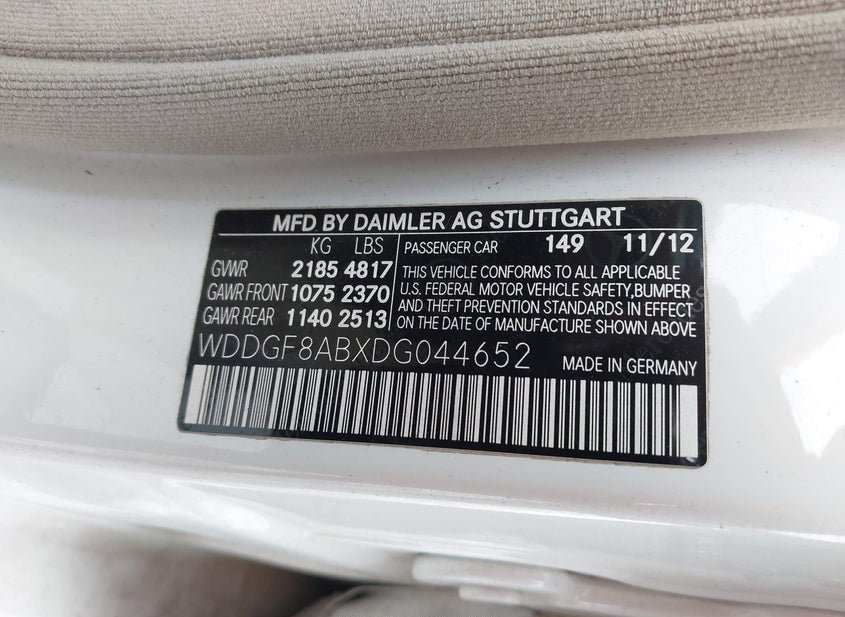 MFD BY DAIMLER AG STUTTGART
KG LBS
GVWR 2185 4817
GAWR FRONT 1075 2370
GAWR REAR 1140 2513
PASSENGER CAR 149 11/12
THIS VEHICLE CONFORMS TO ALL APPLICABLE
U.S. FEDERAL MOTOR VEHICLE SAFETY,BUMPER
AND THEFT PREVENTION STANDARDS IN EFFECT
ON THE DATE OF MANUFACTURE SHOWN ABOVE
WDDGF8ABXDG044652
MADE IN GERMANY